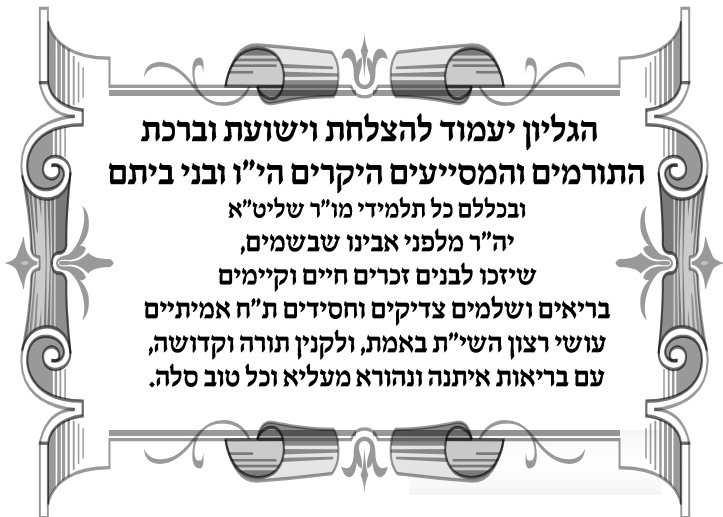 הגליון יעמוד להצלחת וישועת וברכת
התורמים והמסייעים היקרים הי"ו ובני ביתם
ובכללם כל תלמידי מו"ר שליט"א
יה"ר מלפני אבינו שבשמים,
שיזכו לבנים זכרים חיים וקיימים
בריאים ושלמים צדיקים וחסידים ת"ח אמיתיים
עושי רצון השי"ת באמת, ולקנין תורה וקדושה,
עם בריאות איתנה ונהורא מעליא וכל טוב סלה.